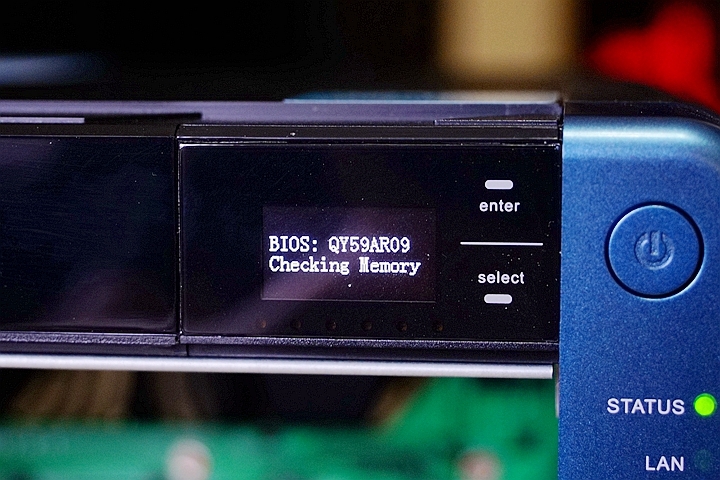 BIOS: QY59AR09
Checking Memory
enter
select
STATUS
LAN